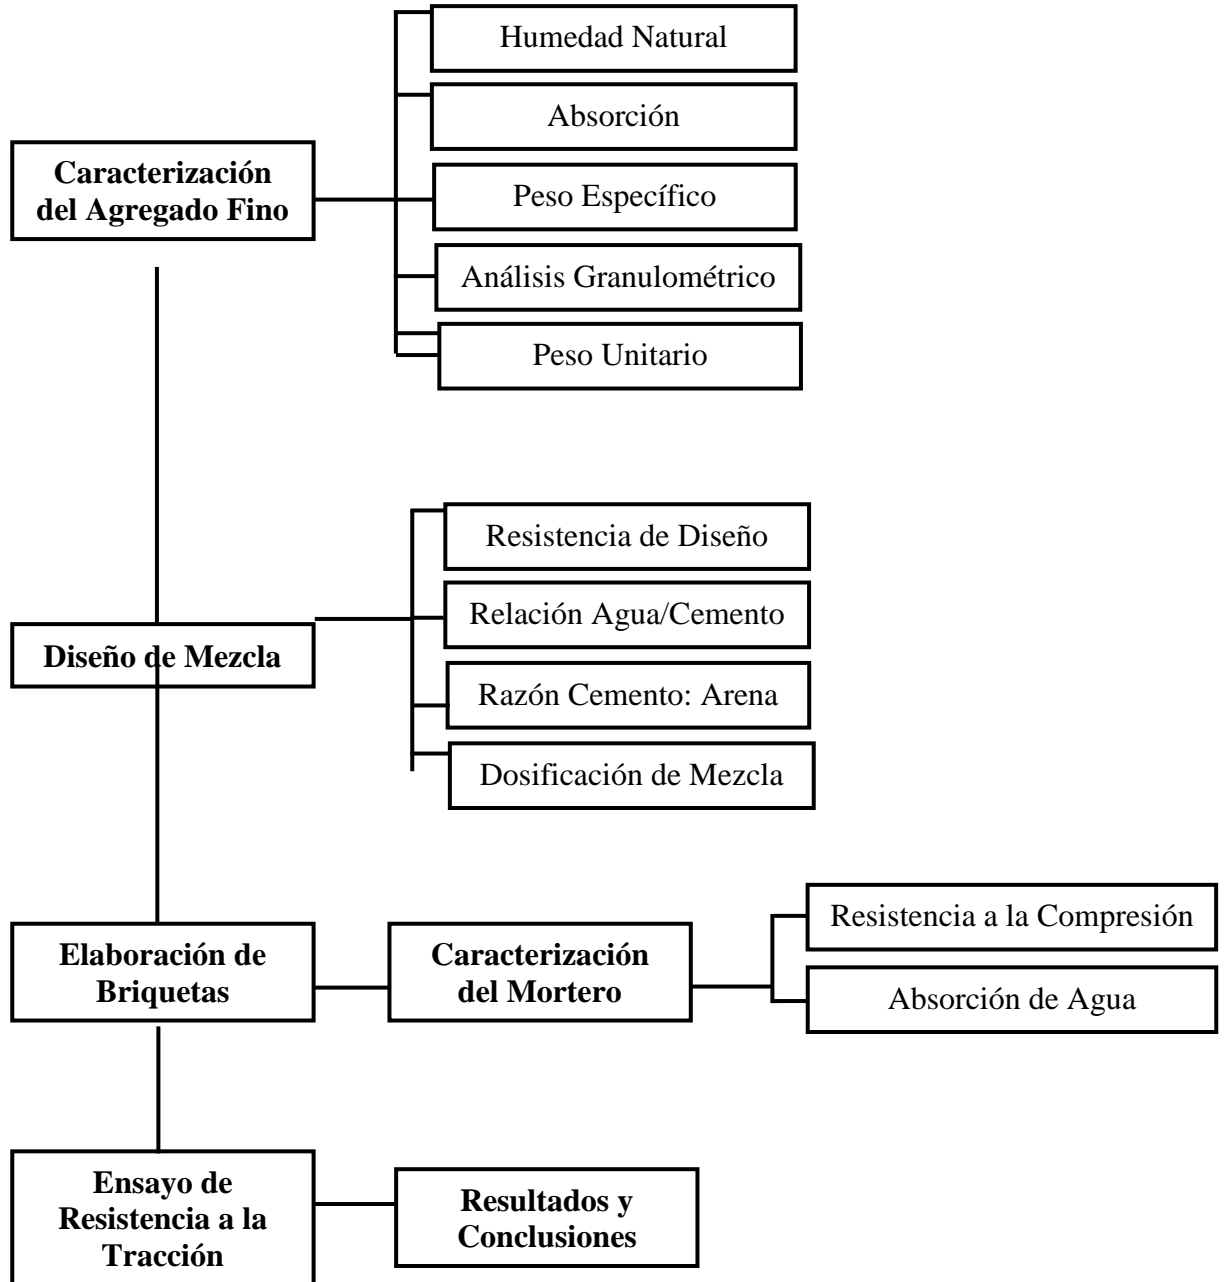 Humedad Natural
Absorción
Caracterización
del Agregado Fino
Peso Específico
Análisis Granulométrico
Peso Unitario
Resistencia de Diseño
Relación Agua/Cemento
Diseño de Mezcla
Razón Cemento: Arena
Dosificación de Mezcla
Elaboración de
Briquetas
Caracterización
del Mortero
Resistencia a la Compresión
Absorción de Agua
Ensayo de
Resistencia a la
Tracción
Resultados y
Conclusiones